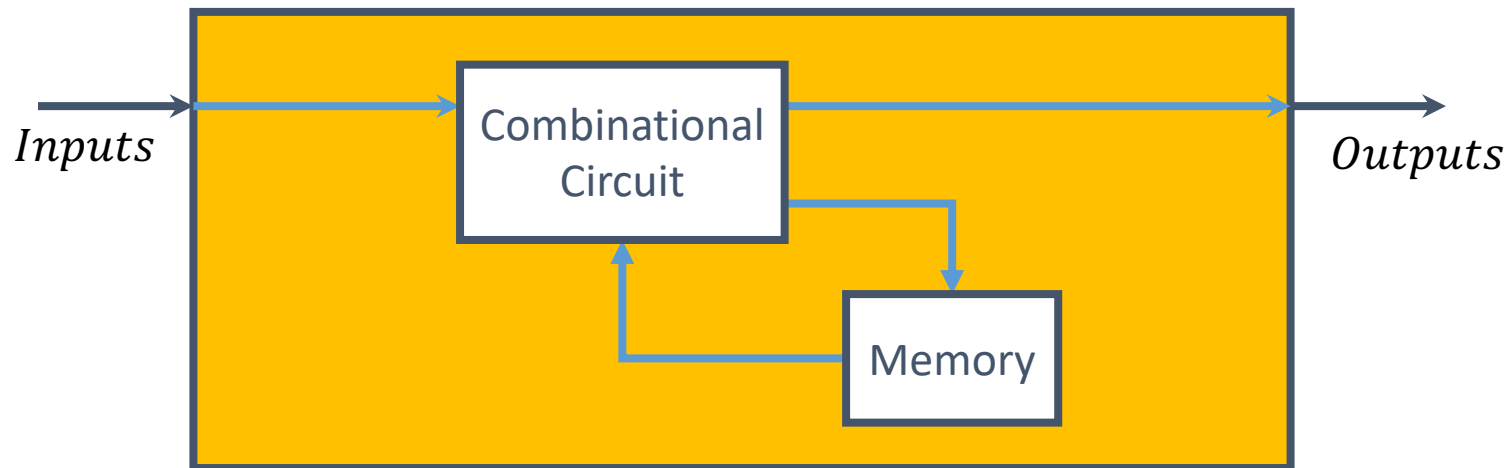 Inputs
Combinational
Circuit
Outputs
Memory